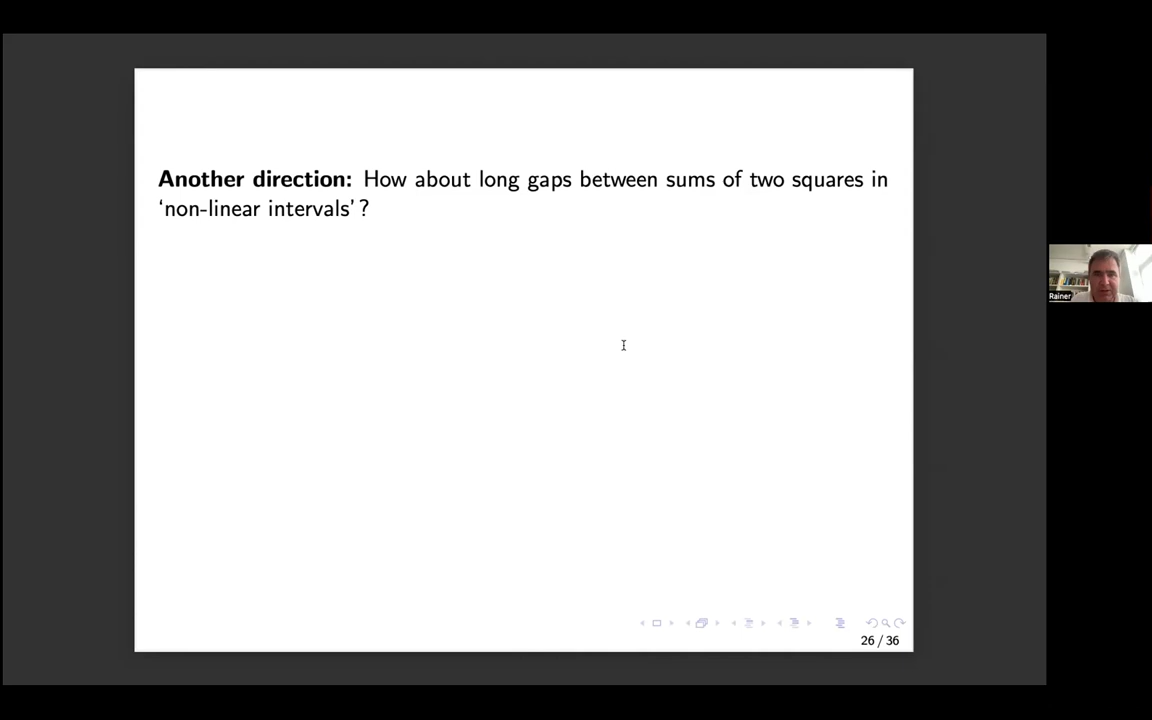 Another direction: How about long gaps between sums of two squares in
‘non-linear intervals’?
Rainer
26 / 36